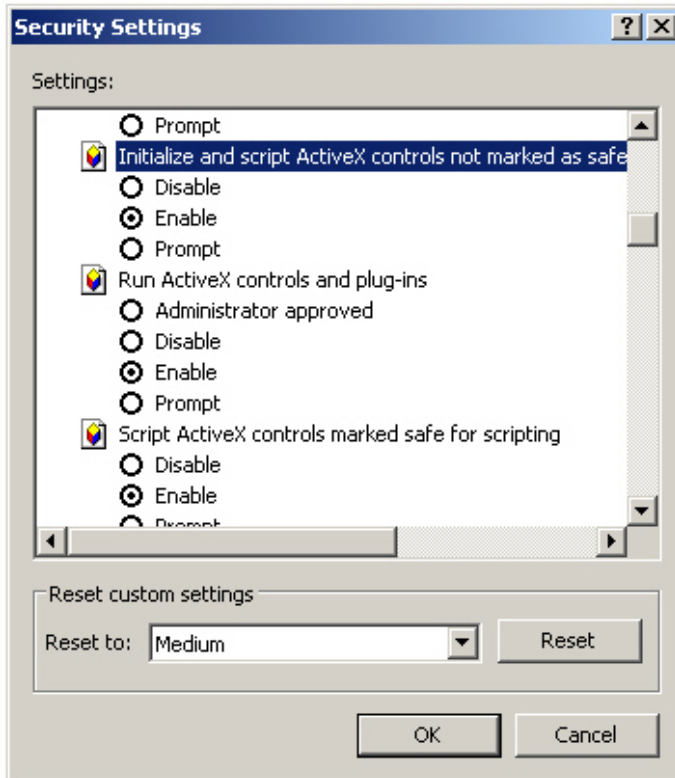 Security Settings
Settings:
Prompt
Initialize and script ActiveX controls not marked as safe
Disable
Enable
Prompt
Run ActiveX controls and plug-ins
Administrator approved
Disable
Enable
Prompt
Script ActiveX controls marked safe for scripting
Disable
Enable
Prompt
Reset custom settings
Reset to: Medium Reset
OK Cancel